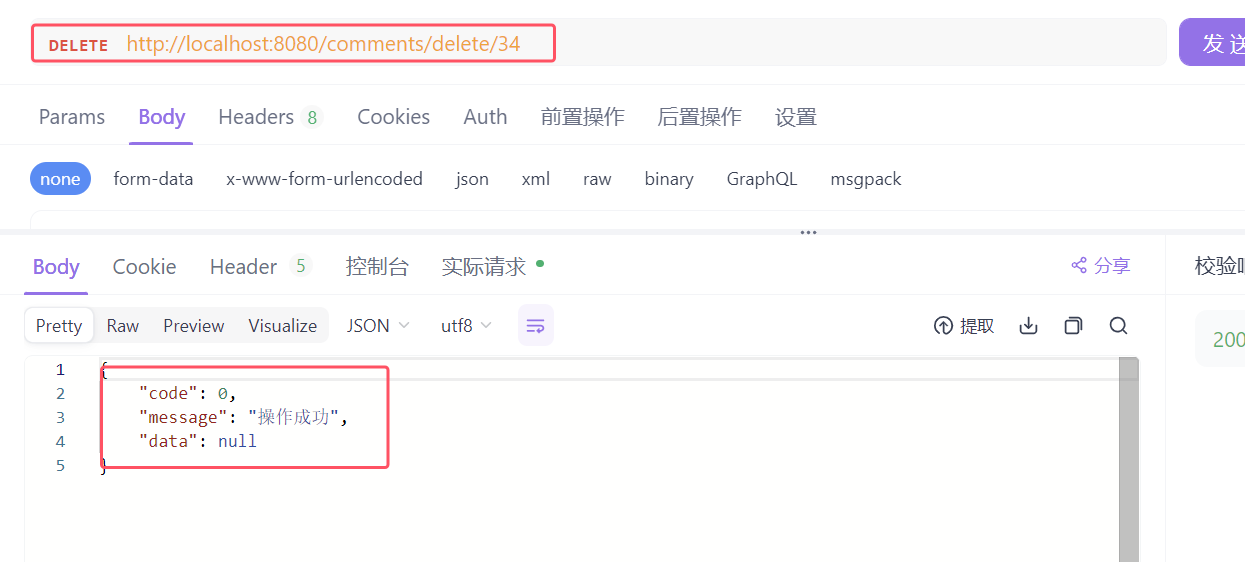 DELETE http://localhost:8080/comments/delete/34
发 送
Params Body Headers 8 Cookies Auth 前置操作 后置操作 设置
none form-data x-www-form-urlencoded json xml raw binary GraphQL msgpack
Body Cookie Header 5 控制台 实际请求 分享 校验
Pretty Raw Preview Visualize JSON utf8 提取
200
1 {
2 "code": 0,
3 "message": "操作成功",
4 "data": null
5 }